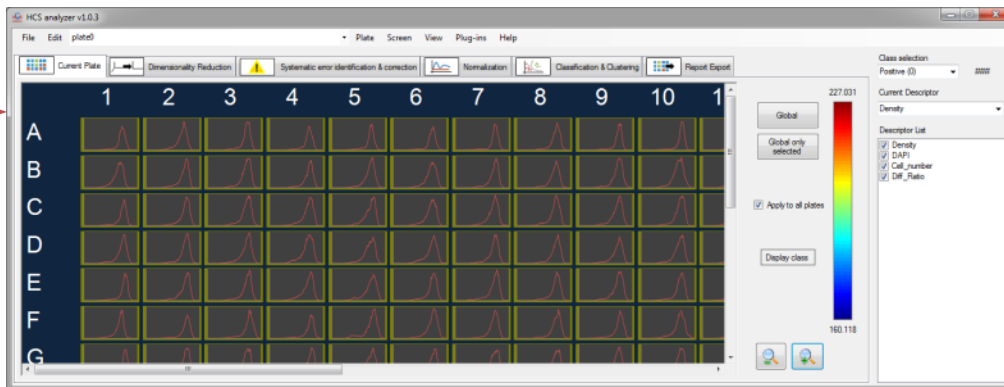 HCS analyzer v1.0.3
File Edit plate0 Plate Screen View Plug-ins Help
Current Plate Dimensionality Reduction Systematic error identification & correction Normalization Classification & Clustering Report Export
Class selection
Positive (0) ####
Current Descriptor
Density
Descriptor List
Density
DAPI
Cell_number
Diff_Ratio
1 2 3 4 5 6 7 8 9 10 1
A
B
C
D
E
F
G
Global
Global only
selected
Apply to all plates
Display class
227.031
160.118